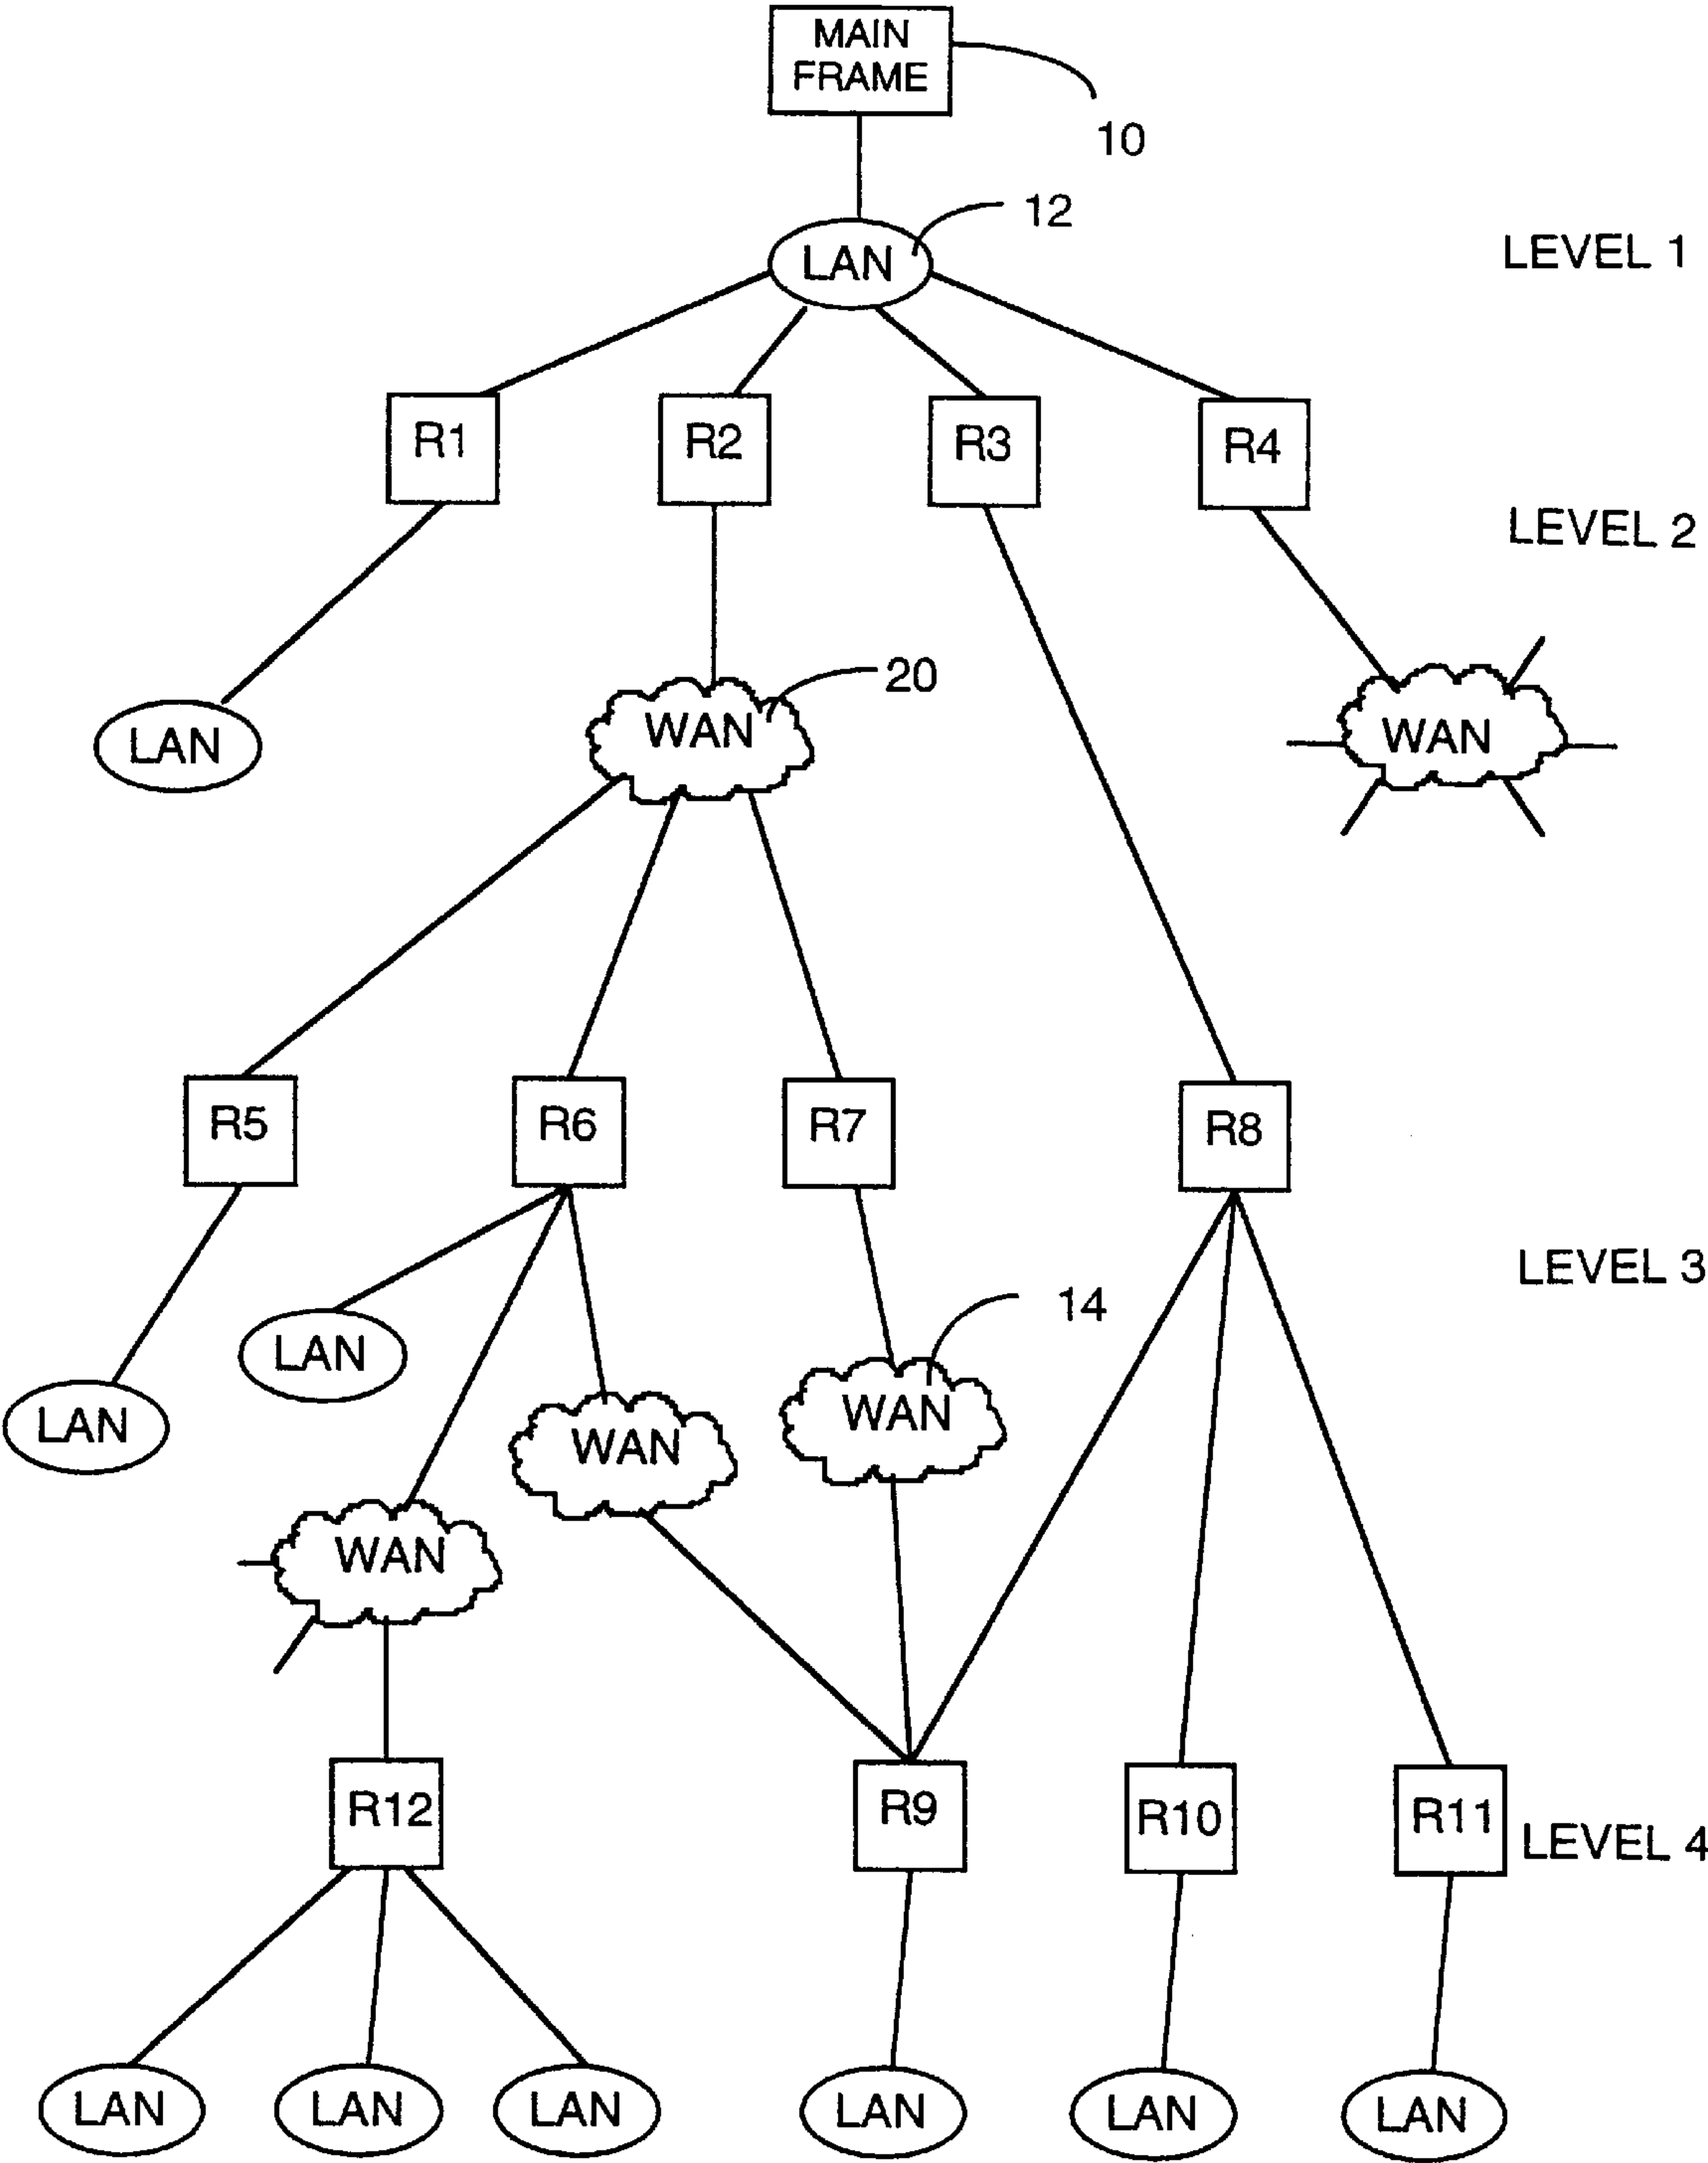 MAIN
FRAME
10
12
LAN
LEVEL 1
R1
R2
R3
R4
LEVEL 2
20
LAN
WAN
WAN
R5
R6
R7
R8
LEVEL 3
14
LAN
LAN
WAN
WAN
WAN
R12
R9
R10
R11
LEVEL 4
LAN
LAN
LAN
LAN
LAN
LAN